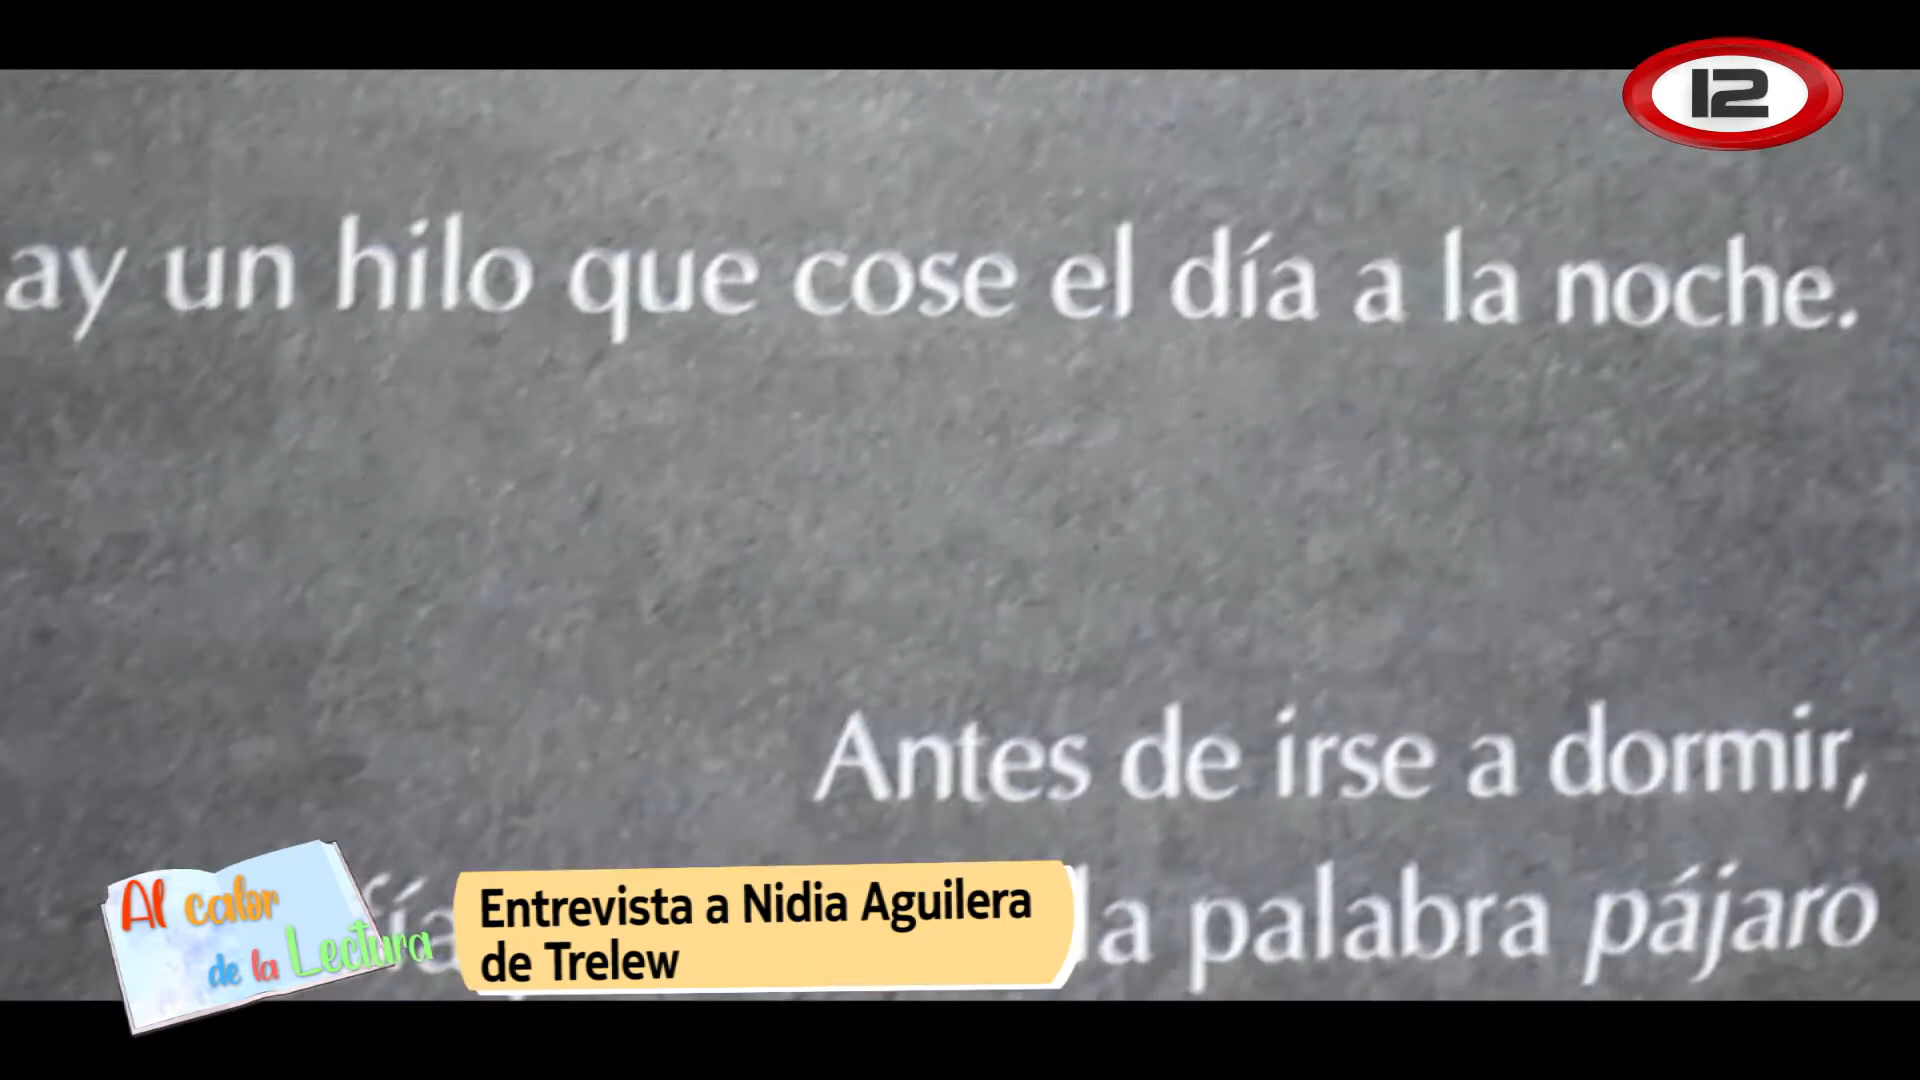 12
ay un hilo que cose el día a la noche.
Antes de irse a dormir,
la palabra pájaro
Al calor
de la Lectura
Entrevista a Nidia Aguilera
de Trelew